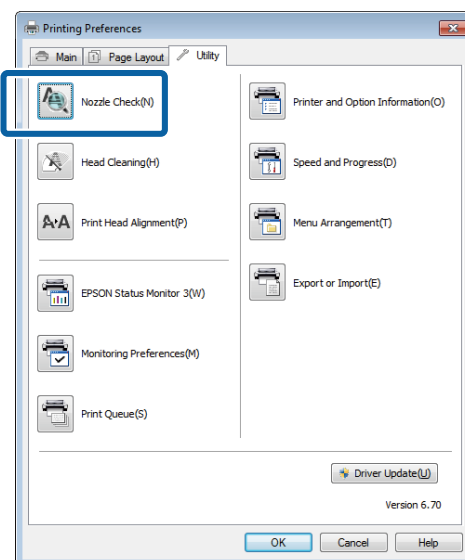 Printing Preferences
Main
1
Page Layout
Utility
Nozzle Check(N)
Printer and Option Information(O)
Head Cleaning(H)
Speed and Progress(D)
A
A
Print Head Alignment(P)
Menu Arrangement(T)
EPSON Status Monitor 3(W)
Export or Import(E)
Monitoring Preferences(M)
Print Queue(S)
Driver Update(U)
Version 6.70
OK
Cancel
Help